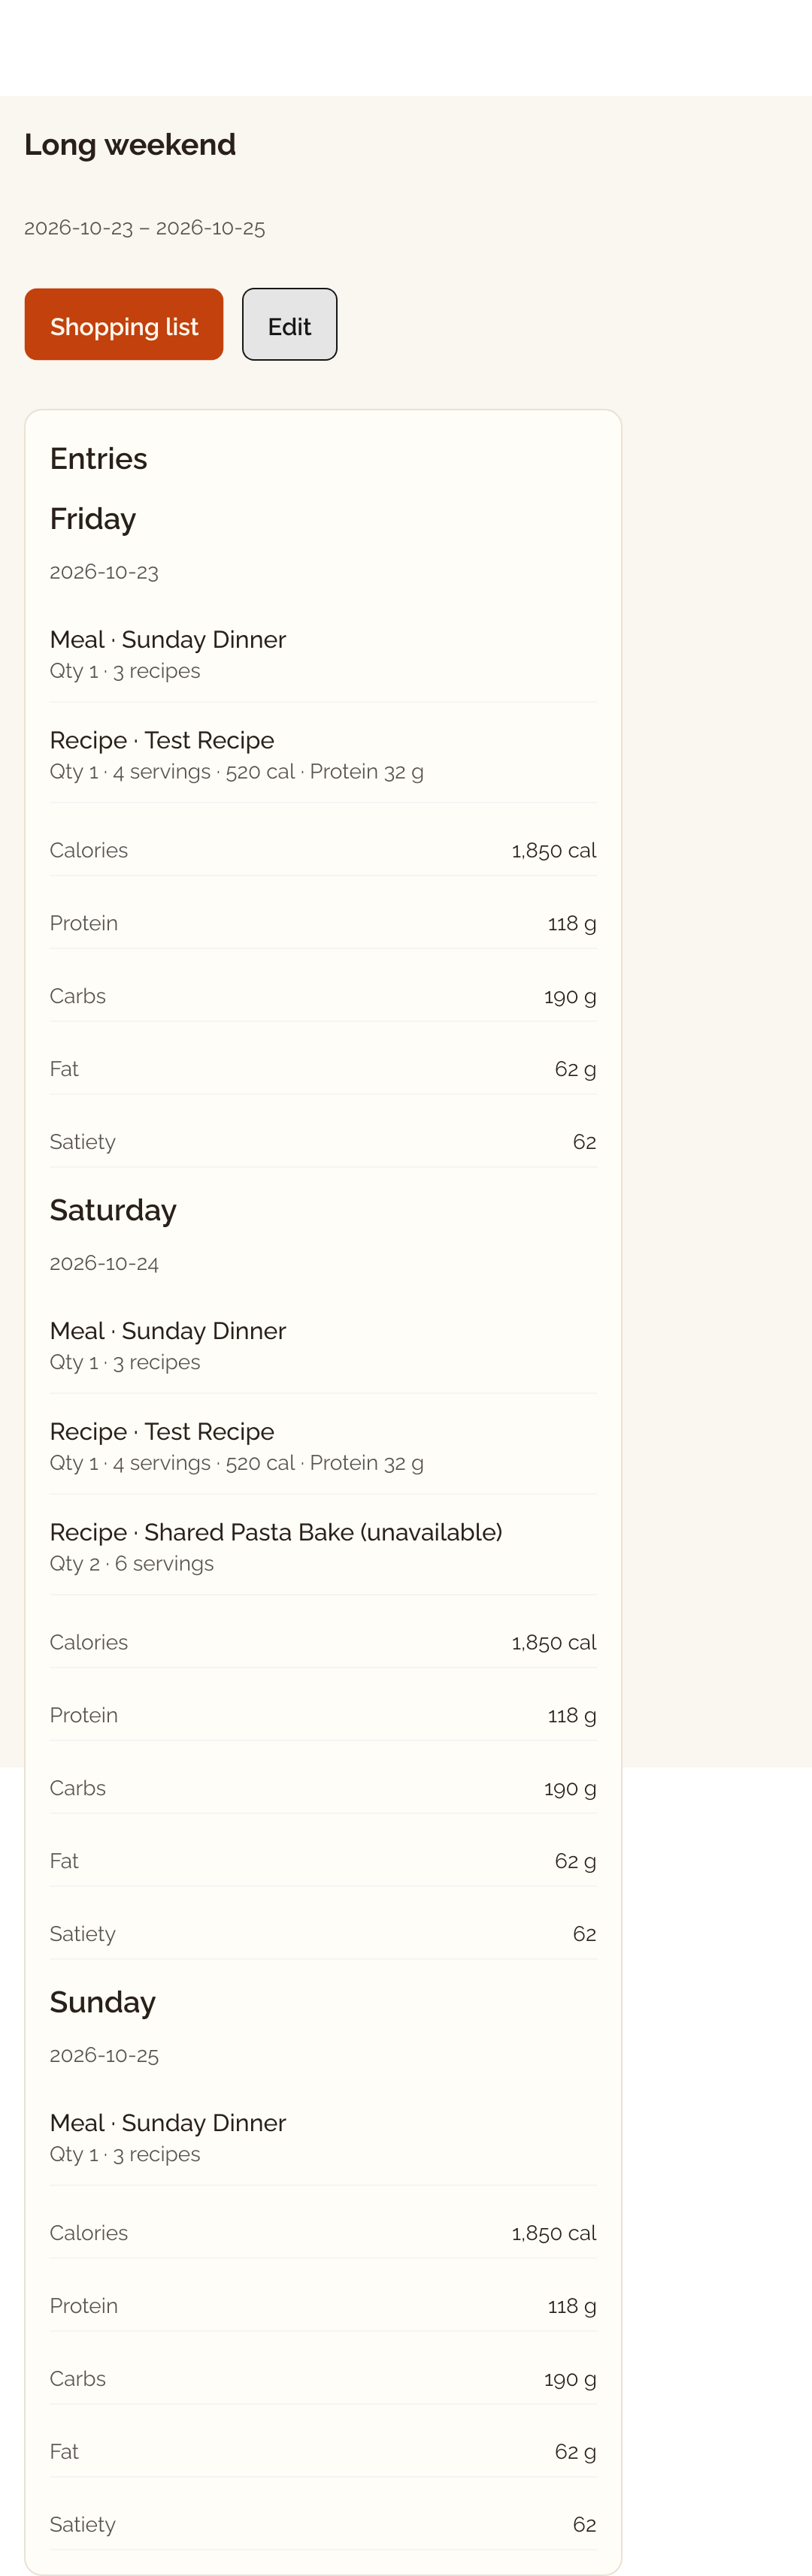 Long weekend
2026-10-23 – 2026-10-25
Shopping list
Edit
Entries
Friday
2026-10-23
Meal · Sunday Dinner
Qty 1 · 3 recipes
Recipe · Test Recipe
Qty 1 · 4 servings · 520 cal · Protein 32 g
Calories 1,850 cal
Protein 118 g
Carbs 190 g
Fat 62 g
Satiety 62
Saturday
2026-10-24
Meal · Sunday Dinner
Qty 1 · 3 recipes
Recipe · Test Recipe
Qty 1 · 4 servings · 520 cal · Protein 32 g
Recipe · Shared Pasta Bake (unavailable)
Qty 2 · 6 servings
Calories 1,850 cal
Protein 118 g
Carbs 190 g
Fat 62 g
Satiety 62
Sunday
2026-10-25
Meal · Sunday Dinner
Qty 1 · 3 recipes
Calories 1,850 cal
Protein 118 g
Carbs 190 g
Fat 62 g
Satiety 62